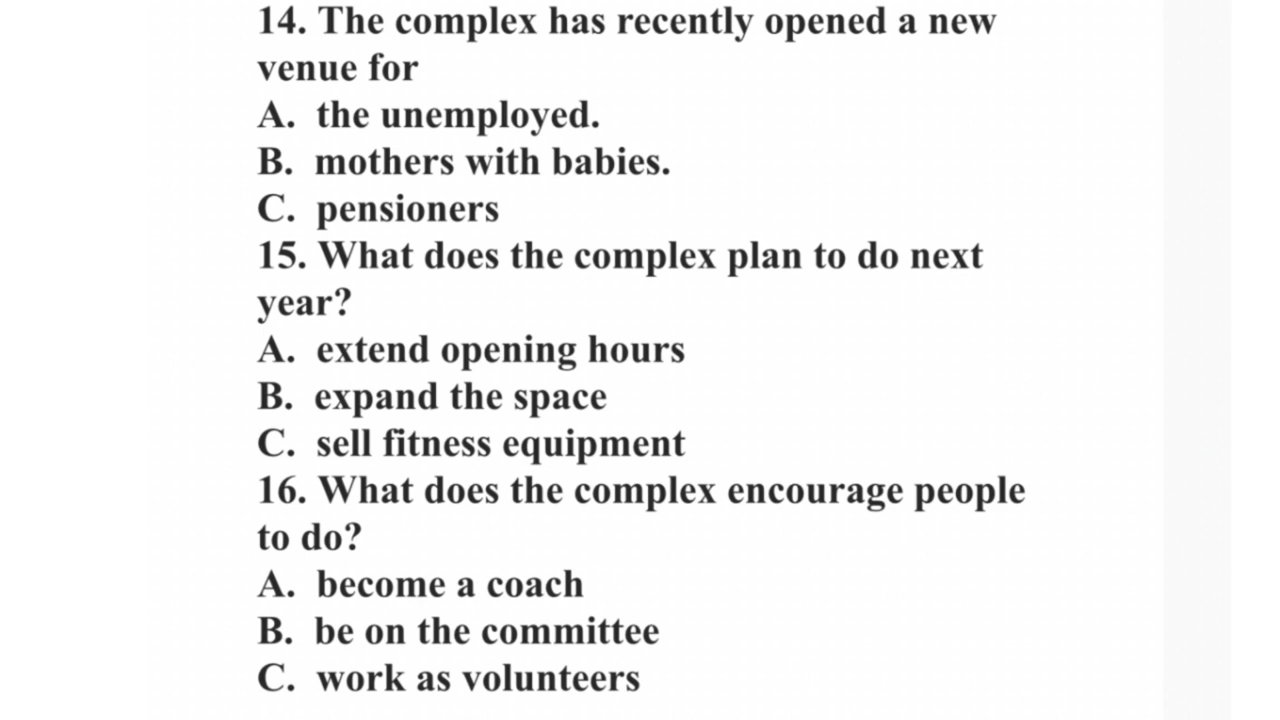 14. The complex has recently opened a new
venue for
A. the unemployed.
B. mothers with babies.
C. pensioners
15. What does the complex plan to do next
year?
A. extend opening hours
B. expand the space
C. sell fitness equipment
16. What does the complex encourage people
to do?
A. become a coach
B. be on the committee
C. work as volunteers